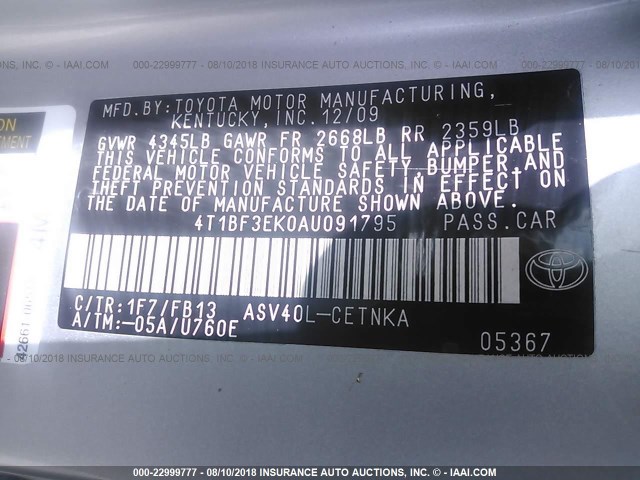 000-22999777 - 08/10/2018 INSURANCE AUTO AUCTIONS, INC. - ©IAAI.COM
MFD.BY:TOYOTA MOTOR MANUFACTURING,
KENTUCKY, INC.12/09
GVWR 4345LB GAWR FR 2668LB RR 2359LB
THIS VEHICLE CONFORMS TO ALL APPLICABLE
FEDERAL MOTOR VEHICLE SAFETY,BUMPER,AND
THEFT PREVENTION STANDARDS IN EFFECT ON
THE DATE OF MANUFACTURE SHOWN ABOVE.
4T1BF3EK0AU091795 PASS.CAR
C/TR:1F7/FB13 ASV40L-CETNKA
A/TM:-05A/U760E
05367
42661
000-22999777 - 08/10/2018 INSURANCE AUTO AUCTIONS, INC. - ©IAAI.COM